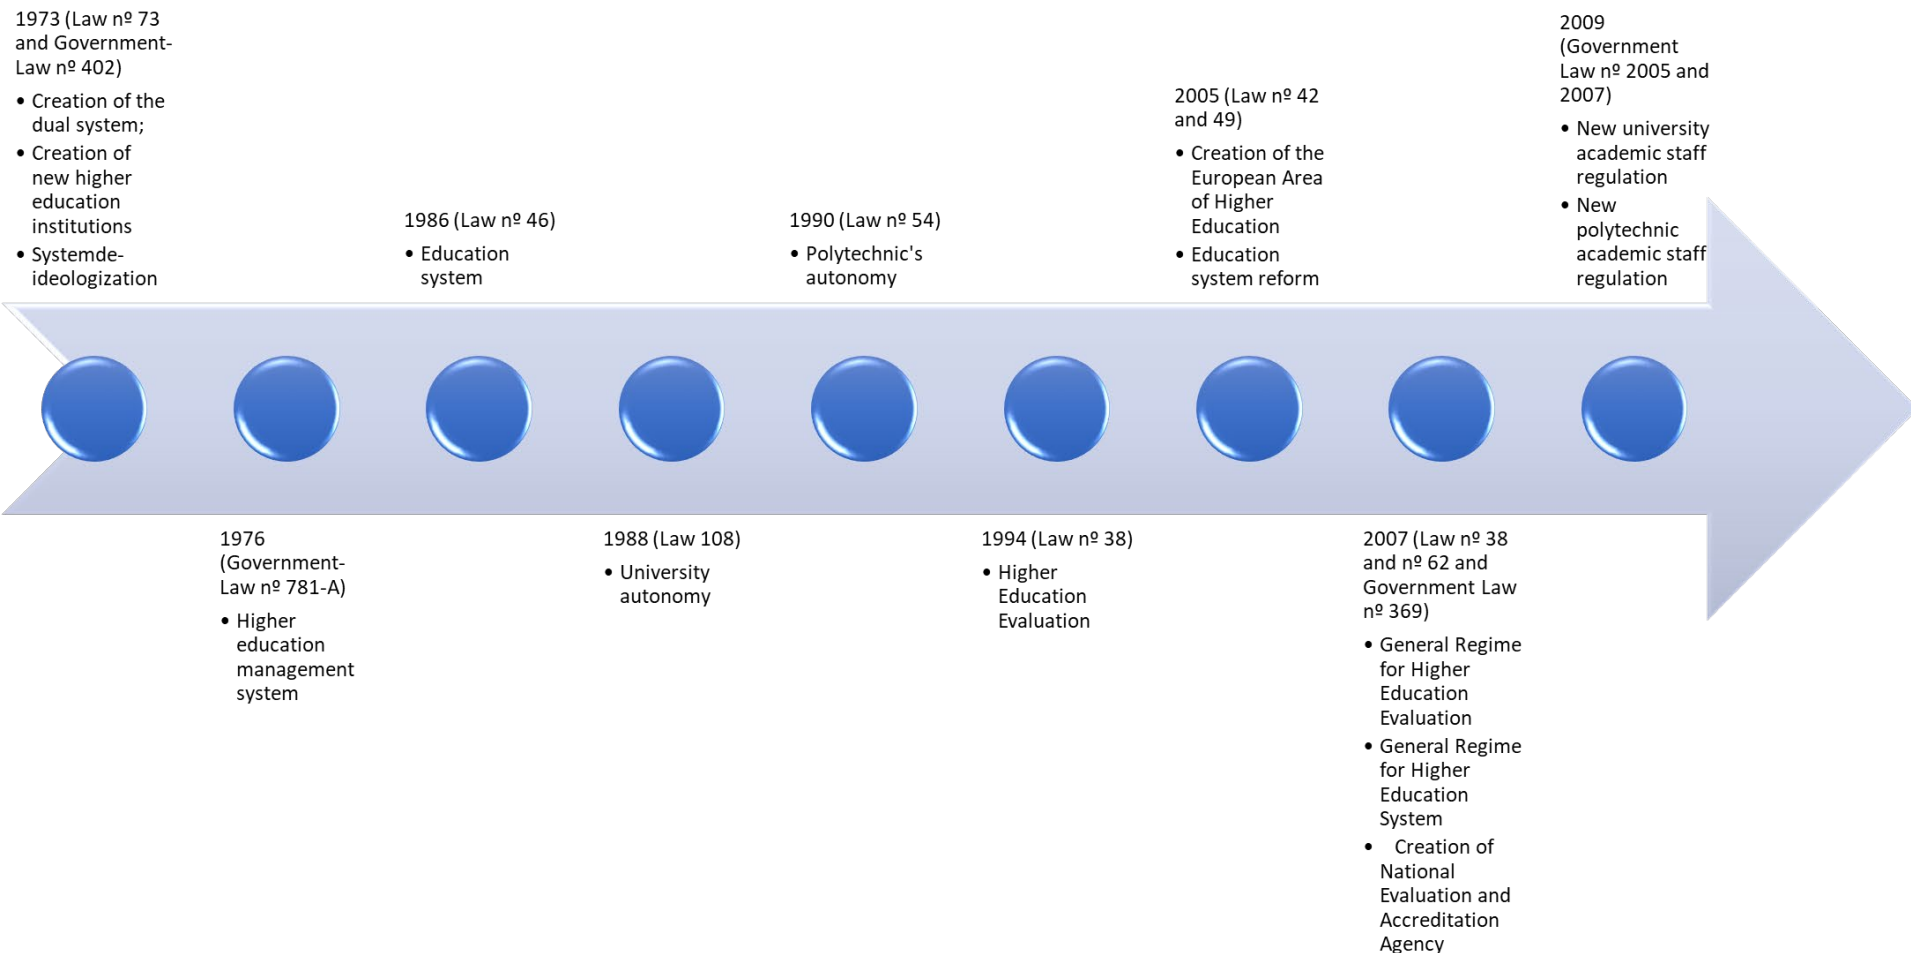 1973 (Law nº 73
and Government-
Law nº 402)
• Creation of the
dual system;
• Creation of
new higher
education
institutions
• Systemde-
ideologization
1976
(Government-
Law nº 781-A)
• Higher
education
management
system
1986 (Law nº 46)
• Education
system
1988 (Law 108)
• University
autonomy
1990 (Law nº 54)
• Polytechnic's
autonomy
1994 (Law nº 38)
• Higher
Education
Evaluation
2005 (Law nº 42
and 49)
• Creation of the
European Area
of Higher
Education
• Education
system reform
2007 (Law nº 38
and nº 62 and
Government Law
nº 369)
• General Regime
for Higher
Education
Evaluation
• General Regime
for Higher
Education
System
• Creation of
National
Evaluation and
Accreditation
Agency
2009
(Government
Law nº 2005 and
2007)
• New university
academic staff
regulation
• New
polytechnic
academic staff
regulation